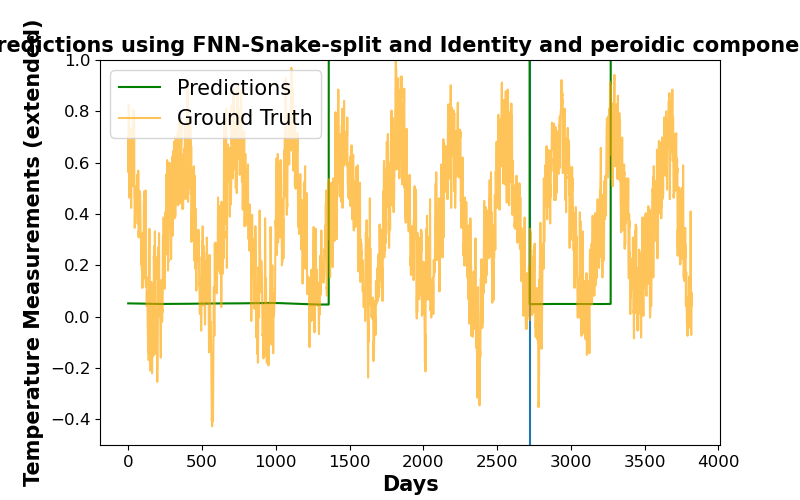 redictions using FNN-Snake-split and Identity and peroidic compone
Temperature Measurements (extended)
Predictions
Ground Truth
1.0
0.8
0.6
0.4
0.2
0.0
−0.2
−0.4
0 500 1000 1500 2000 2500 3000 3500 4000
Days